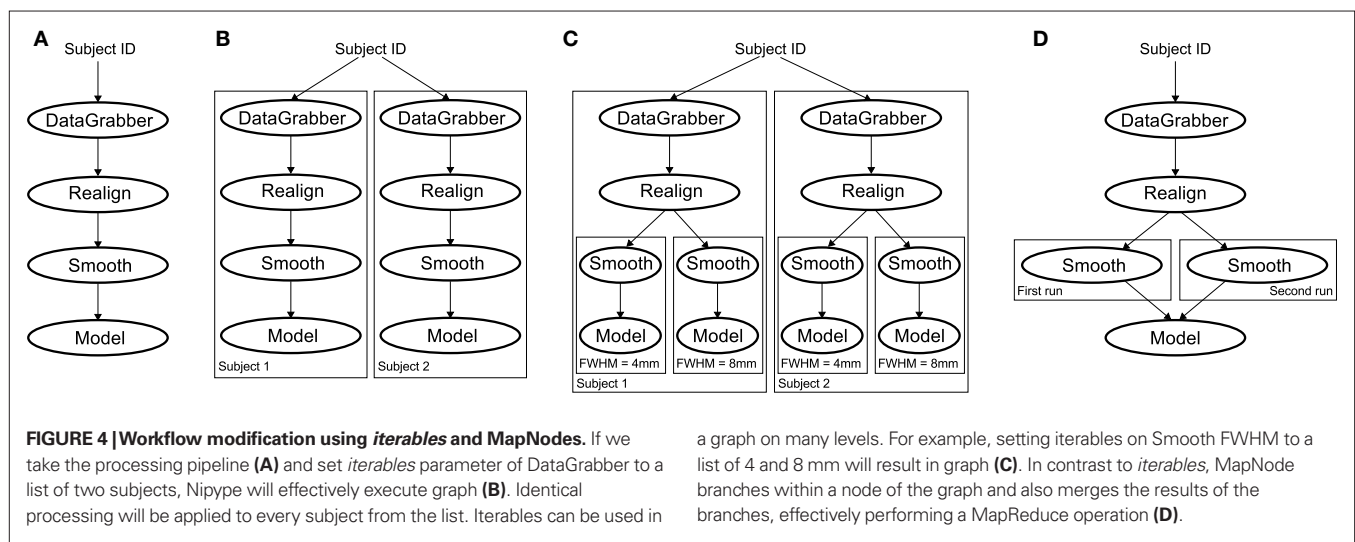 A
Subject ID
DataGrabber
Realign
Smooth
Model
B
Subject ID
DataGrabber
DataGrabber
Realign
Realign
Smooth
Smooth
Model
Model
Subject 1
Subject 2
C
Subject ID
DataGrabber
DataGrabber
Realign
Realign
Smooth
Smooth
Smooth
Smooth
Model
Model
Model
Model
FWHM = 4mm
FWHM = 8mm
FWHM = 4mm
FWHM = 8mm
Subject 1
Subject 2
D
Subject ID
DataGrabber
Realign
Smooth
Smooth
First run
Second run
Model
FIGURE 4 | Workflow modification using iterables and MapNodes. If we
take the processing pipeline (A) and set iterables parameter of DataGrabber to a
list of two subjects, Nipype will effectively execute graph (B). Identical
processing will be applied to every subject from the list. Iterables can be used in
a graph on many levels. For example, setting iterables on Smooth FWHM to a
list of 4 and 8 mm will result in graph (C). In contrast to iterables, MapNode
branches within a node of the graph and also merges the results of the
branches, effectively performing a MapReduce operation (D).